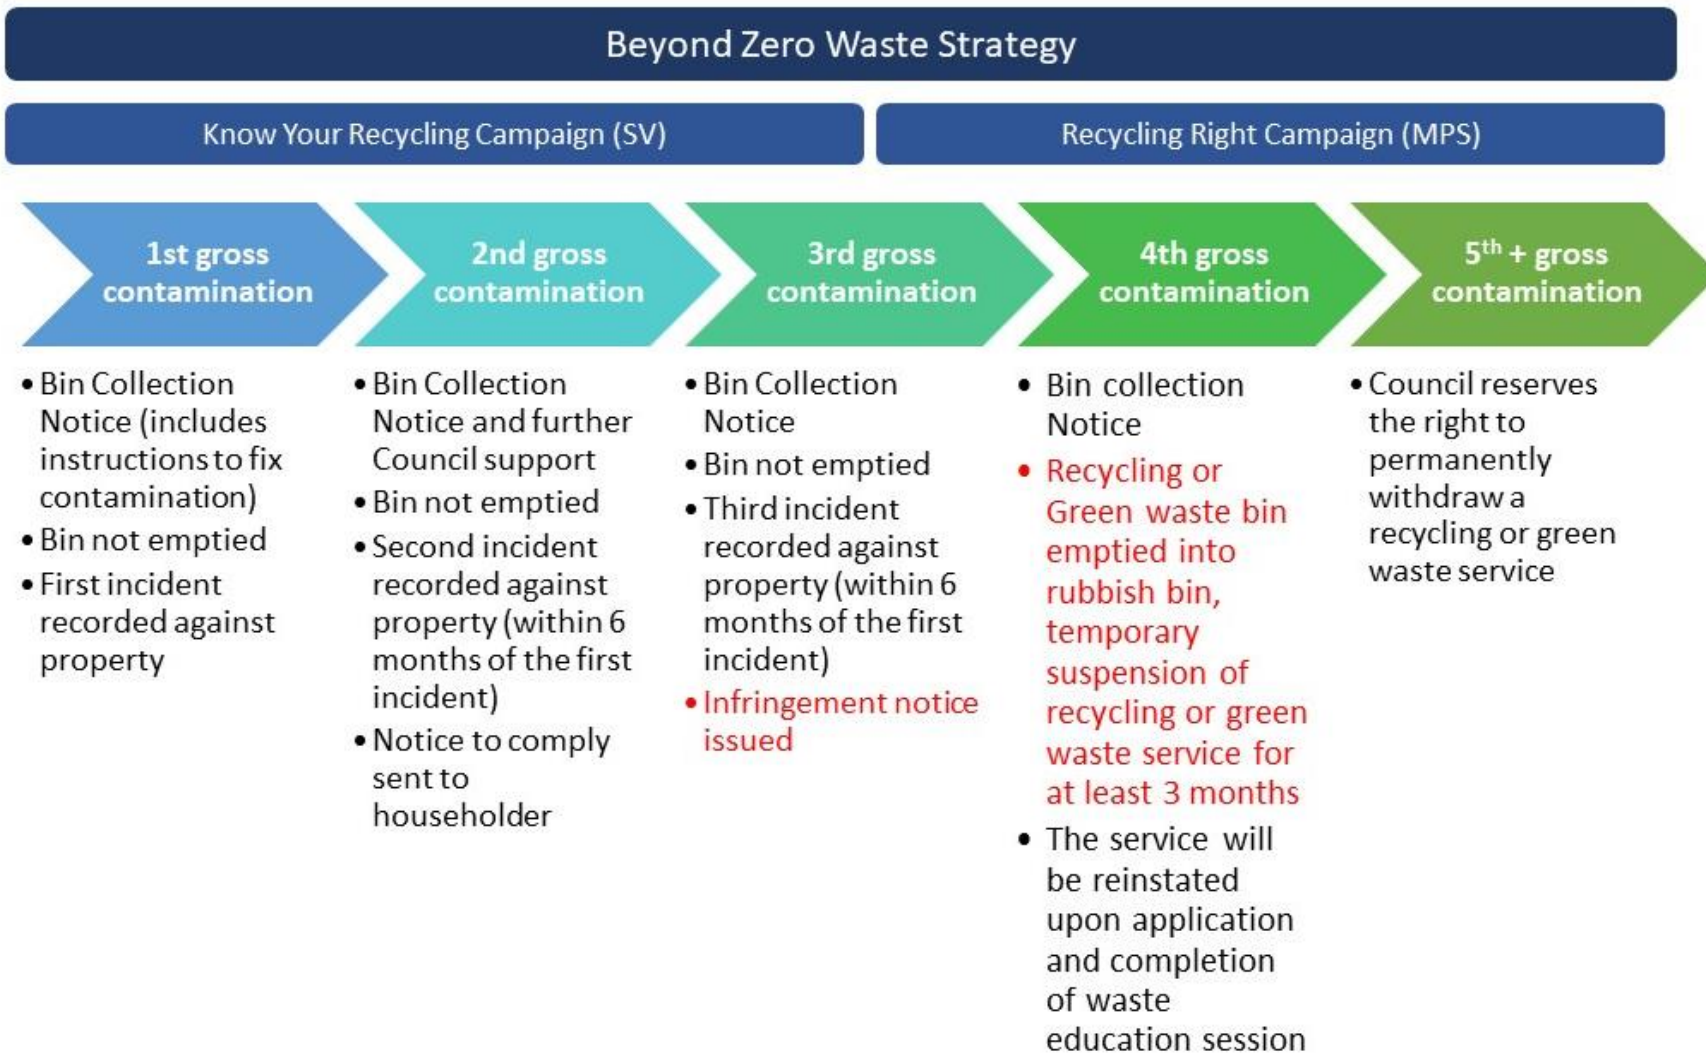 Beyond Zero Waste Strategy
Know Your Recycling Campaign (SV)
Recycling Right Campaign (MPS)
1st gross
contamination
• Bin Collection
Notice (includes
instructions to fix
contamination)
• Bin not emptied
• First incident
recorded against
property
2nd gross
contamination
• Bin Collection
Notice and further
Council support
• Bin not emptied
• Second incident
recorded against
property (within 6
months of the first
incident)
• Notice to comply
sent to
householder
3rd gross
contamination
• Bin Collection
Notice
• Bin not emptied
• Third incident
recorded against
property (within 6
months of the first
incident)
• Infringement notice
issued
4th gross
contamination
• Bin collection
Notice
• Recycling or
Green waste bin
emptied into
rubbish bin,
temporary
suspension of
recycling or green
waste service for
at least 3 months
• The service will
be reinstated
upon application
and completion
of waste
education session
5th + gross
contamination
• Council reserves
the right to
permanently
withdraw a
recycling or green
waste service